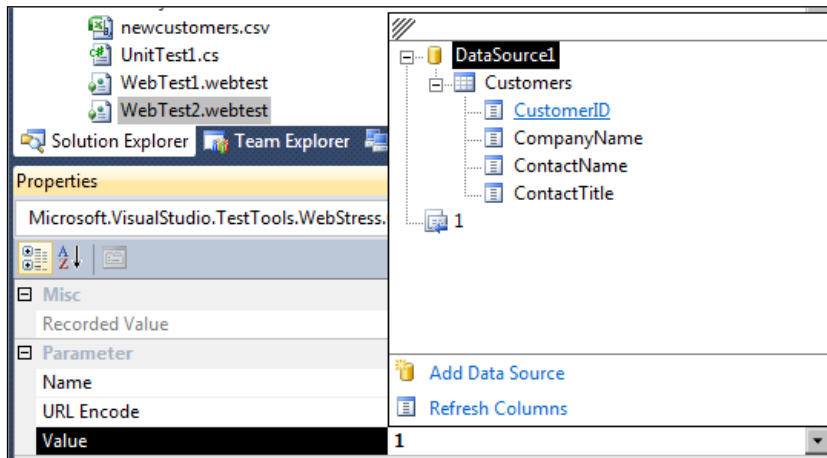 newcustomers.csv
UnitTest1.cs
WebTest1.webtest
WebTest2.webtest
Solution Explorer Team Explorer
Properties
Microsoft.VisualStudio.TestTools.WebStress.
Misc
Recorded Value
Parameter
Name
URL Encode
Value 1
DataSource1
Customers
CustomerID
CompanyName
ContactName
ContactTitle
1
Add Data Source
Refresh Columns